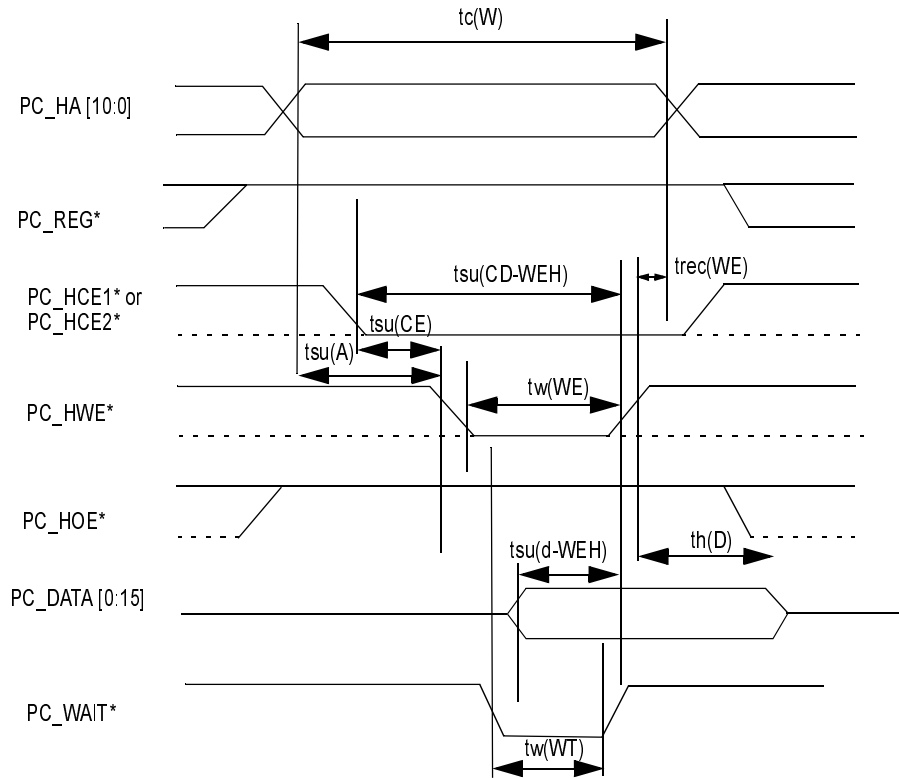 tc(W)
PC_HA [10:0]
PC_REG*
tsu(CD-WEH)
trec(WE)
PC_HCE1* or
PC_HCE2*
tsu(CE)
tsu(A)
tw(WE)
PC_HWE*
PC_HOE*
tsu(d-WEH)
th(D)
PC_DATA [0:15]
PC_WAIT*
tw(WT)